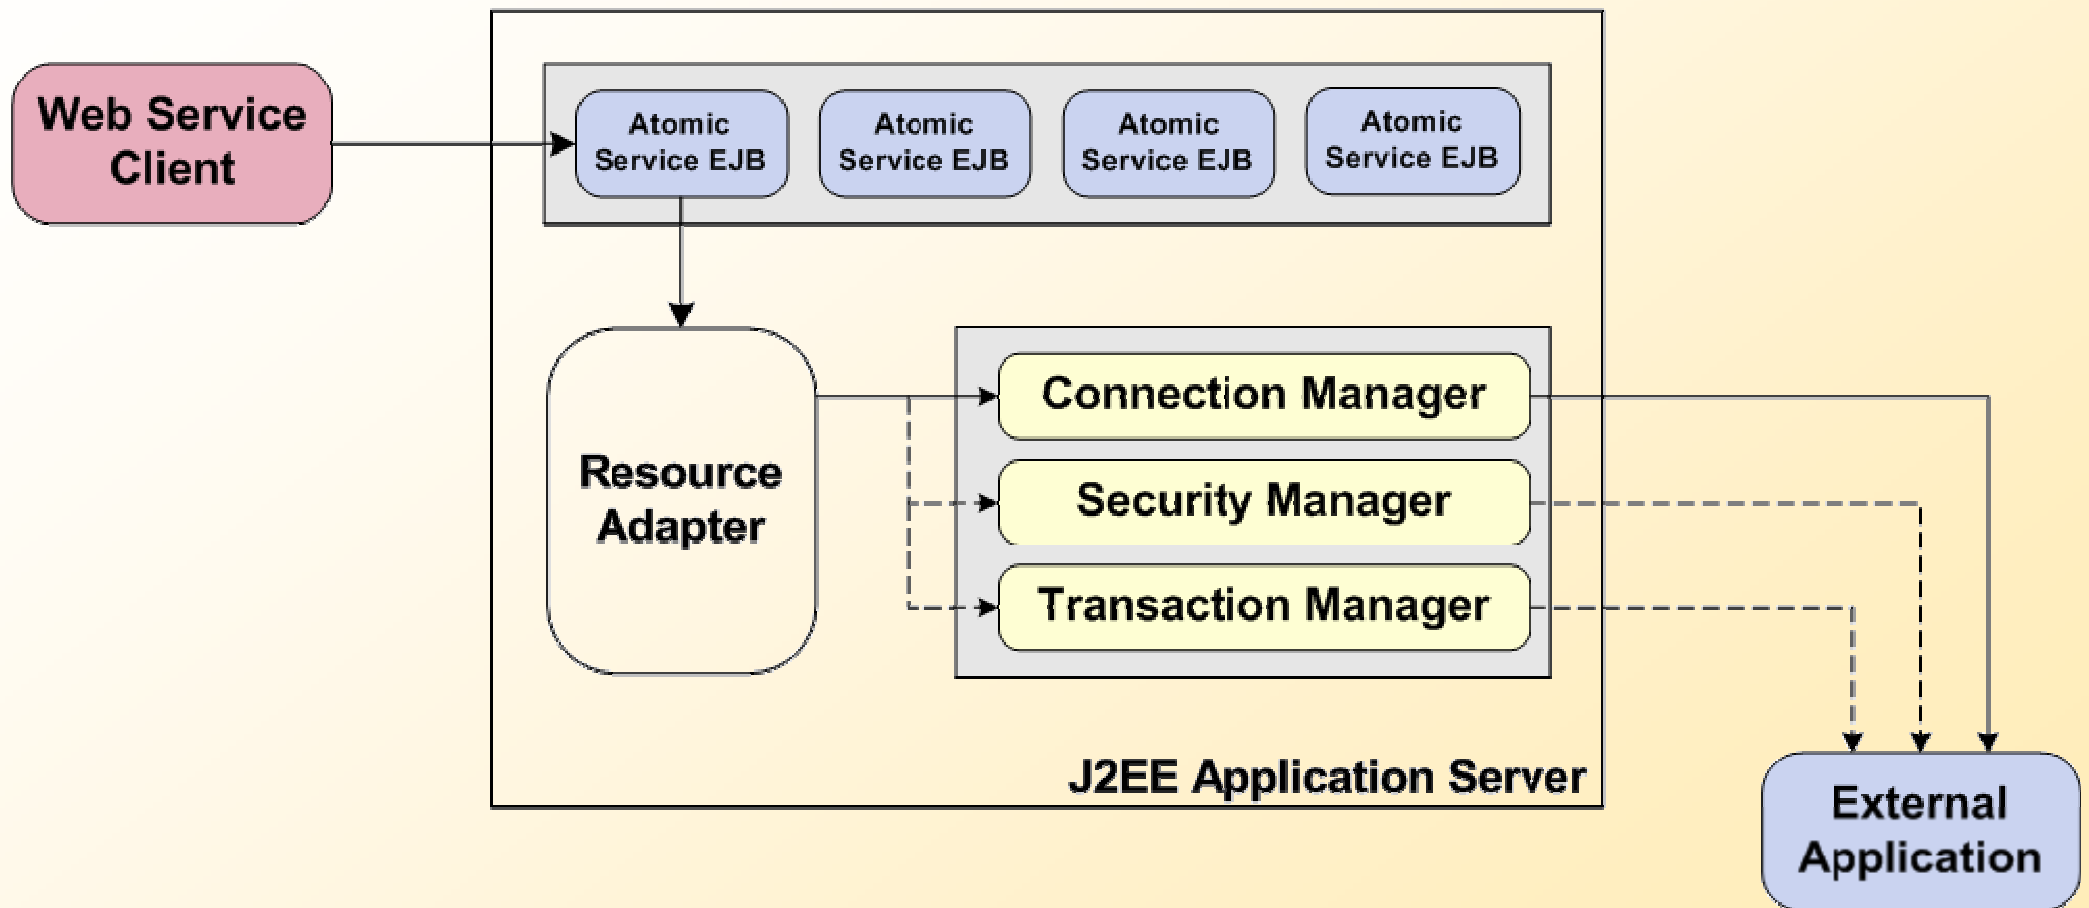 Web Service
Client
Atomic
Service EJB
Atomic
Service EJB
Atomic
Service EJB
Atomic
Service EJB
Resource
Adapter
Connection Manager
Security Manager
Transaction Manager
J2EE Application Server
External
Application